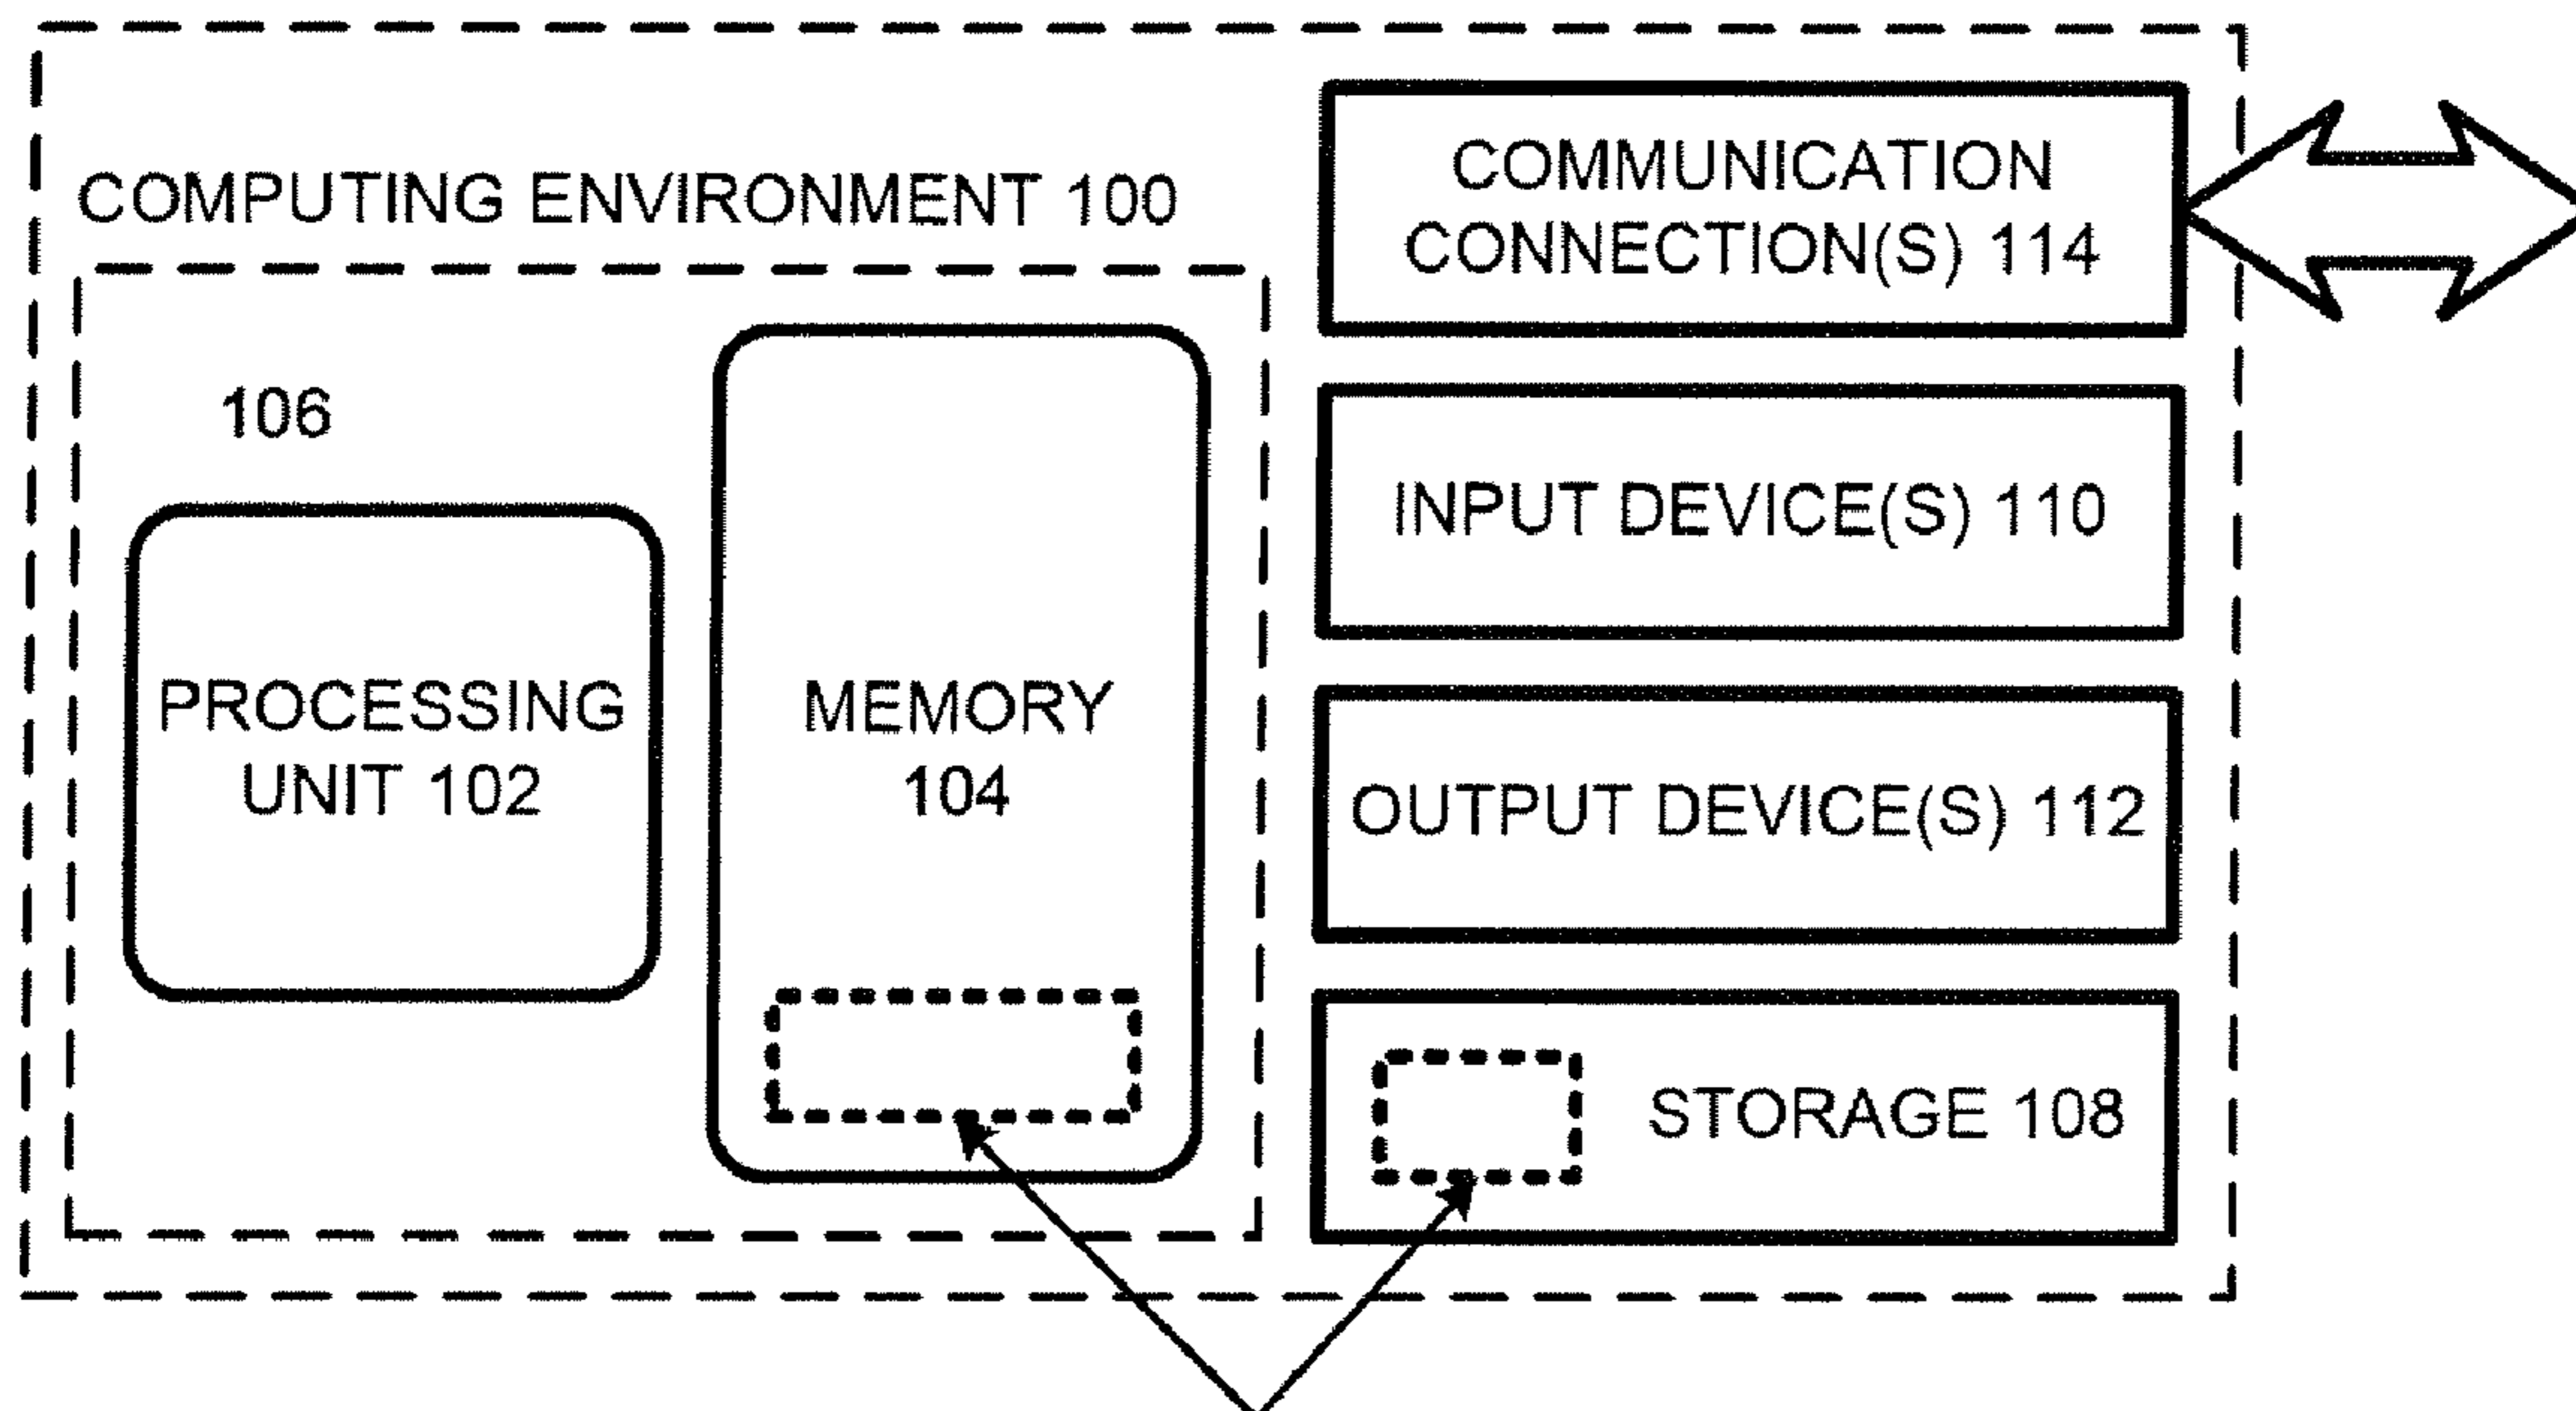 COMPUTING ENVIRONMENT 100
106
PROCESSING
UNIT 102
MEMORY
104
COMMUNICATION
CONNECTION(S) 114
INPUT DEVICE(S) 110
OUTPUT DEVICE(S) 112
STORAGE 108